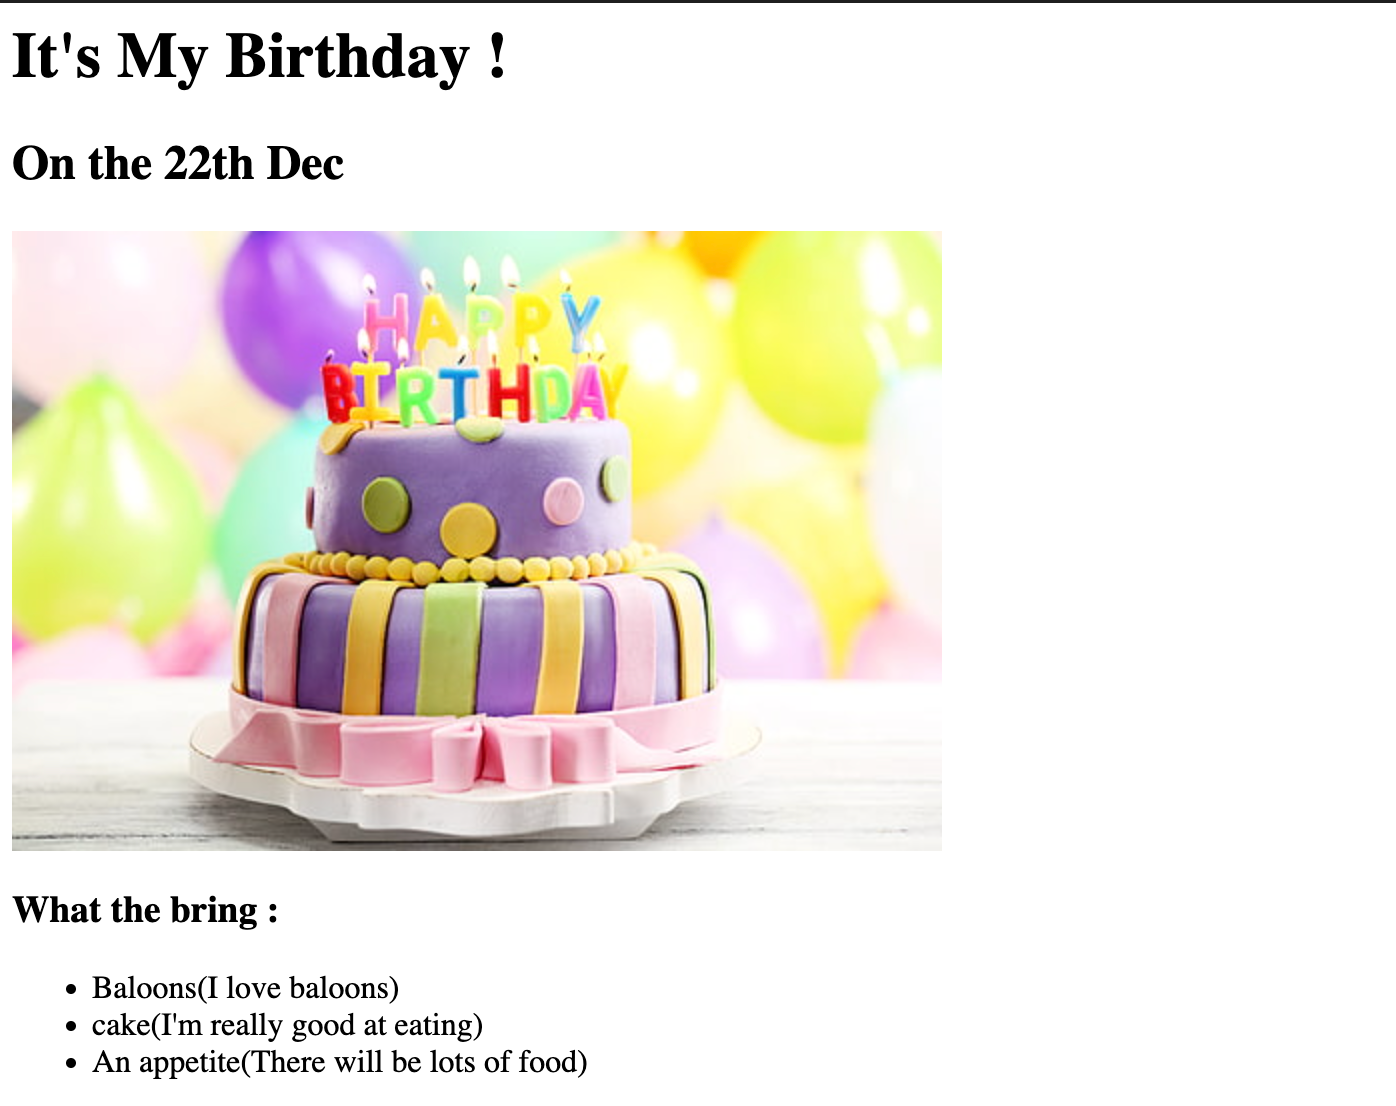 It's My Birthday !
On the 22th Dec
HAPPY
BIRTHDAY
What the bring :
Baloons(I love baloons)
cake(I'm really good at eating)
An appetite(There will be lots of food)